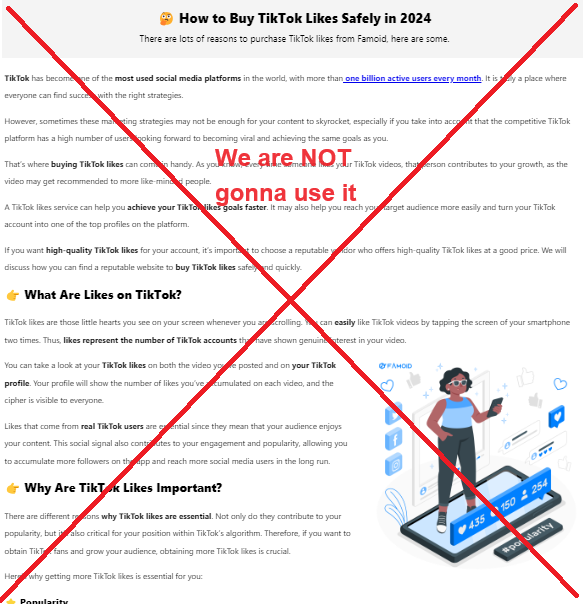 How to Buy TikTok Likes Safely in 2024
There are lots of reasons to purchase TikTok likes from Famoid, here are some.
TikTok has become one of the most used social media platforms in the world, with more than one billion active users every month. It is truly a place where
everyone can find success with the right strategies.
However, sometimes these marketing strategies may not be enough for your content to skyrocket, especially if you take into account that the competitive TikTok
platform has a high number of users looking forward to becoming viral and achieving the same goals as you.
That's where buying TikTok likes can come in handy. As you know, every time someone likes your TikTok videos, that person contributes to your growth, as the
video may get recommended to more like-minded people.
We are NOT
gonna use it
A TikTok likes service can help you achieve your TikTok likes goals faster. It may also help you reach your target audience more easily and turn your TikTok
account into one of the top profiles on the platform.
If you want high-quality TikTok likes for your account, it's important to choose a reputable vendor who offers high-quality TikTok likes at a good price. We will
discuss how you can find a reputable website to buy TikTok likes safely and quickly.
What Are Likes on TikTok?
TikTok likes are those little hearts you see on your screen whenever you are scrolling. You can easily like TikTok videos by tapping the screen of your smartphone
two times. Thus, likes represent the number of TikTok accounts that have shown genuine interest in your video.
You can take a look at your TikTok likes on both the video you've posted and on your TikTok
profile. Your profile will show the number of likes you've accumulated on each video, and the
cipher is visible to everyone.
Likes that come from real TikTok users are essential since they mean that your audience enjoys
your content. This social signal also contributes to your engagement and popularity, allowing you
to accumulate more followers on the app and reach more social media users in the long run.
FAMOID
435 150 254
#popularity
Why Are TikTok Likes Important?
There are different reasons why TikTok likes are essential. Not only do they contribute to your
popularity, but it's also critical for your position within TikTok's algorithm. Therefore, if you want to
obtain TikTok fans and grow your audience, obtaining more TikTok likes is crucial.
Here's why getting more TikTok likes is essential for you:
Popularity